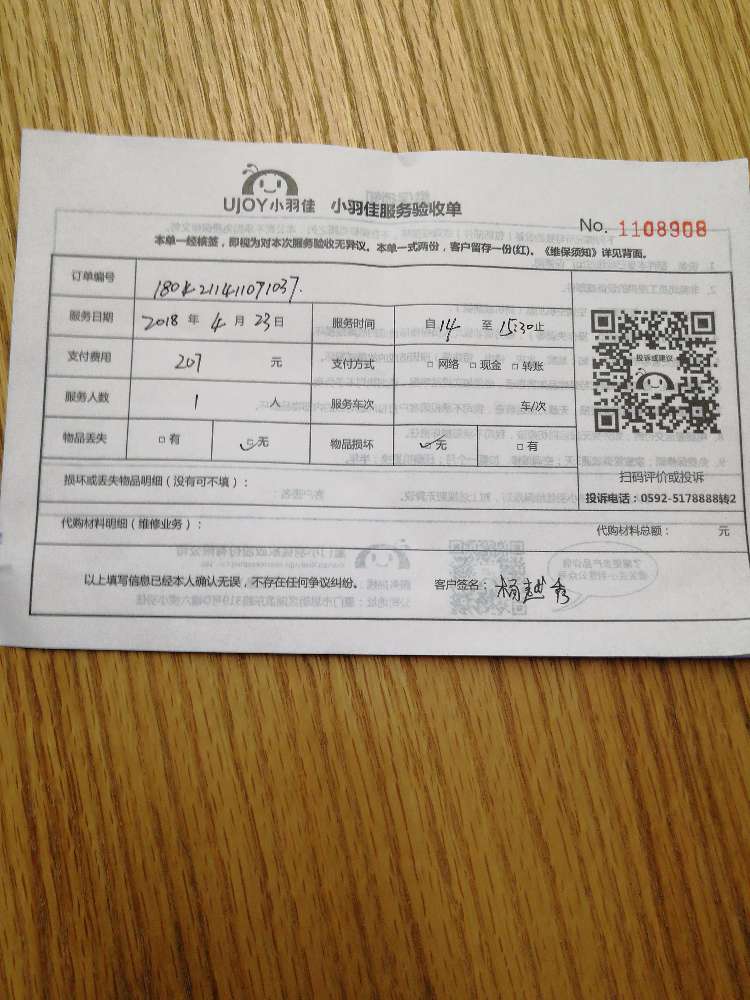 UJOY小羽佳 小羽佳服务验收单
No. 1108908
本单一经核签，即视为对本次服务验收无异议。本单一式两份，客户留存一份(红)。《维保须知》详见背面。
订单编号 1804211411071037.
服务日期 2018 年 4 月 23 日 服务时间 自 14 至 15:30 止
投诉或建议
支付费用 207 元 支付方式 □ 网络 □ 现金 □ 转账
服务人数 1 人 服务车次 车/次
物品丢失 □ 有 ☑ 无 物品损坏 ☑ 无 □ 有
扫码评价或投诉
投诉电话：0592-5178888转2
损坏或丢失物品明细（没有可不填）：
代购材料明细（维修业务）： 代购材料总额： 元
以上填写信息已经本人确认无误，不存在任何争议纠纷。 客户签名：杨越